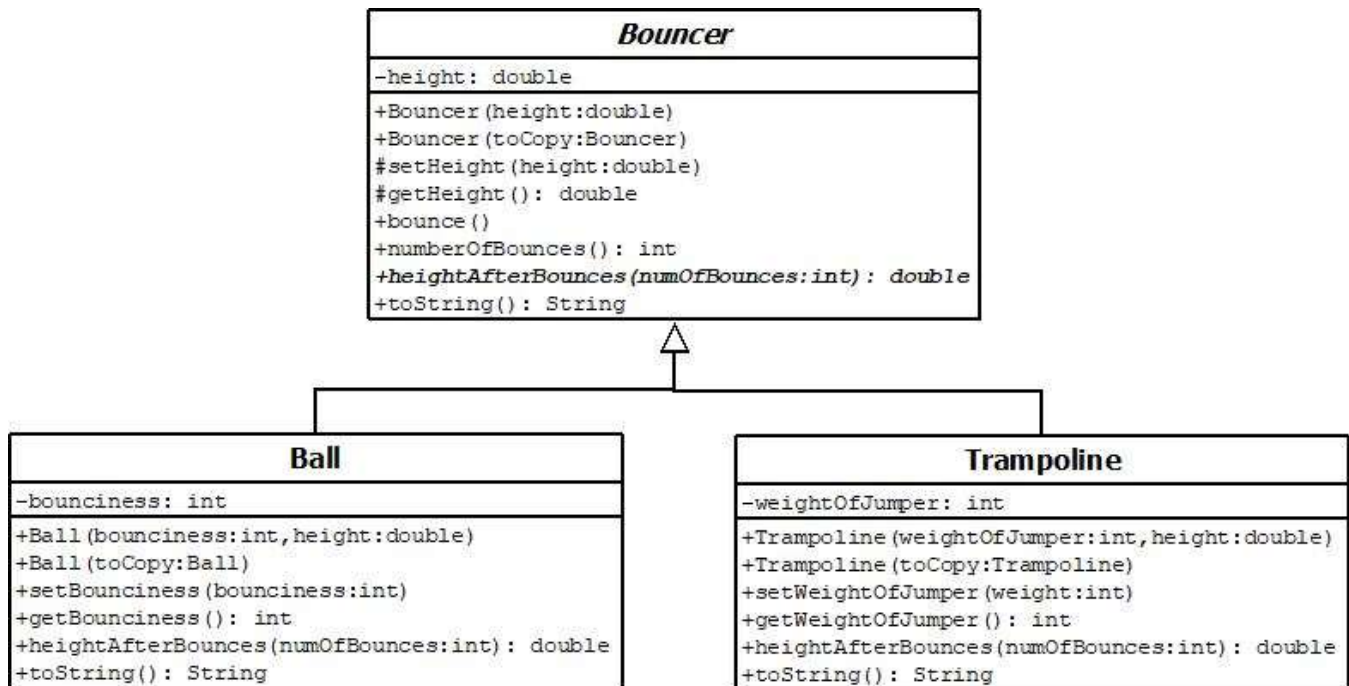 Bouncer
-height: double
+Bouncer(height:double)
+Bouncer(toCopy:Bouncer)
#setHeight(height:double)
#getHeight(): double
+bounce()
+numberOfBounces(): int
+heightAfterBounces(numOfBounces:int): double
+toString(): String
Ball
-bounciness: int
+Ball(bounciness:int,height:double)
+Ball(toCopy:Ball)
+setBounciness(bounciness:int)
+getBounciness(): int
+heightAfterBounces(numOfBounces:int): double
+toString(): String
Trampoline
-weightOfJumper: int
+Trampoline(weightOfJumper:int,height:double)
+Trampoline(toCopy:Trampoline)
+setWeightOfJumper(weight:int)
+getWeightOfJumper(): int
+heightAfterBounces(numOfBounces:int): double
+toString(): String